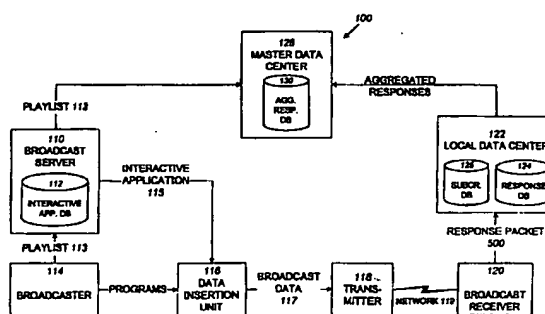 100
128
MASTER DATA
CENTER
130
AGG.
RESP.
DB
PLAYLIST 113
AGGREGATED
RESPONSES
110
BROADCAST
SERVER
112
INTERACTIVE
APP. DB
INTERACTIVE
APPLICATION
115
122
LOCAL DATA CENTER
126
SUBCR.
DB
124
RESPONSE
DB
PLAYLIST 113
RESPONSE PACKET
500
114
BROADCASTER
PROGRAMS
116
DATA
INSERTION
UNIT
BROADCAST
DATA
117
118
TRANS-
MITTER
NETWORK 119
120
BROADCAST
RECEIVER